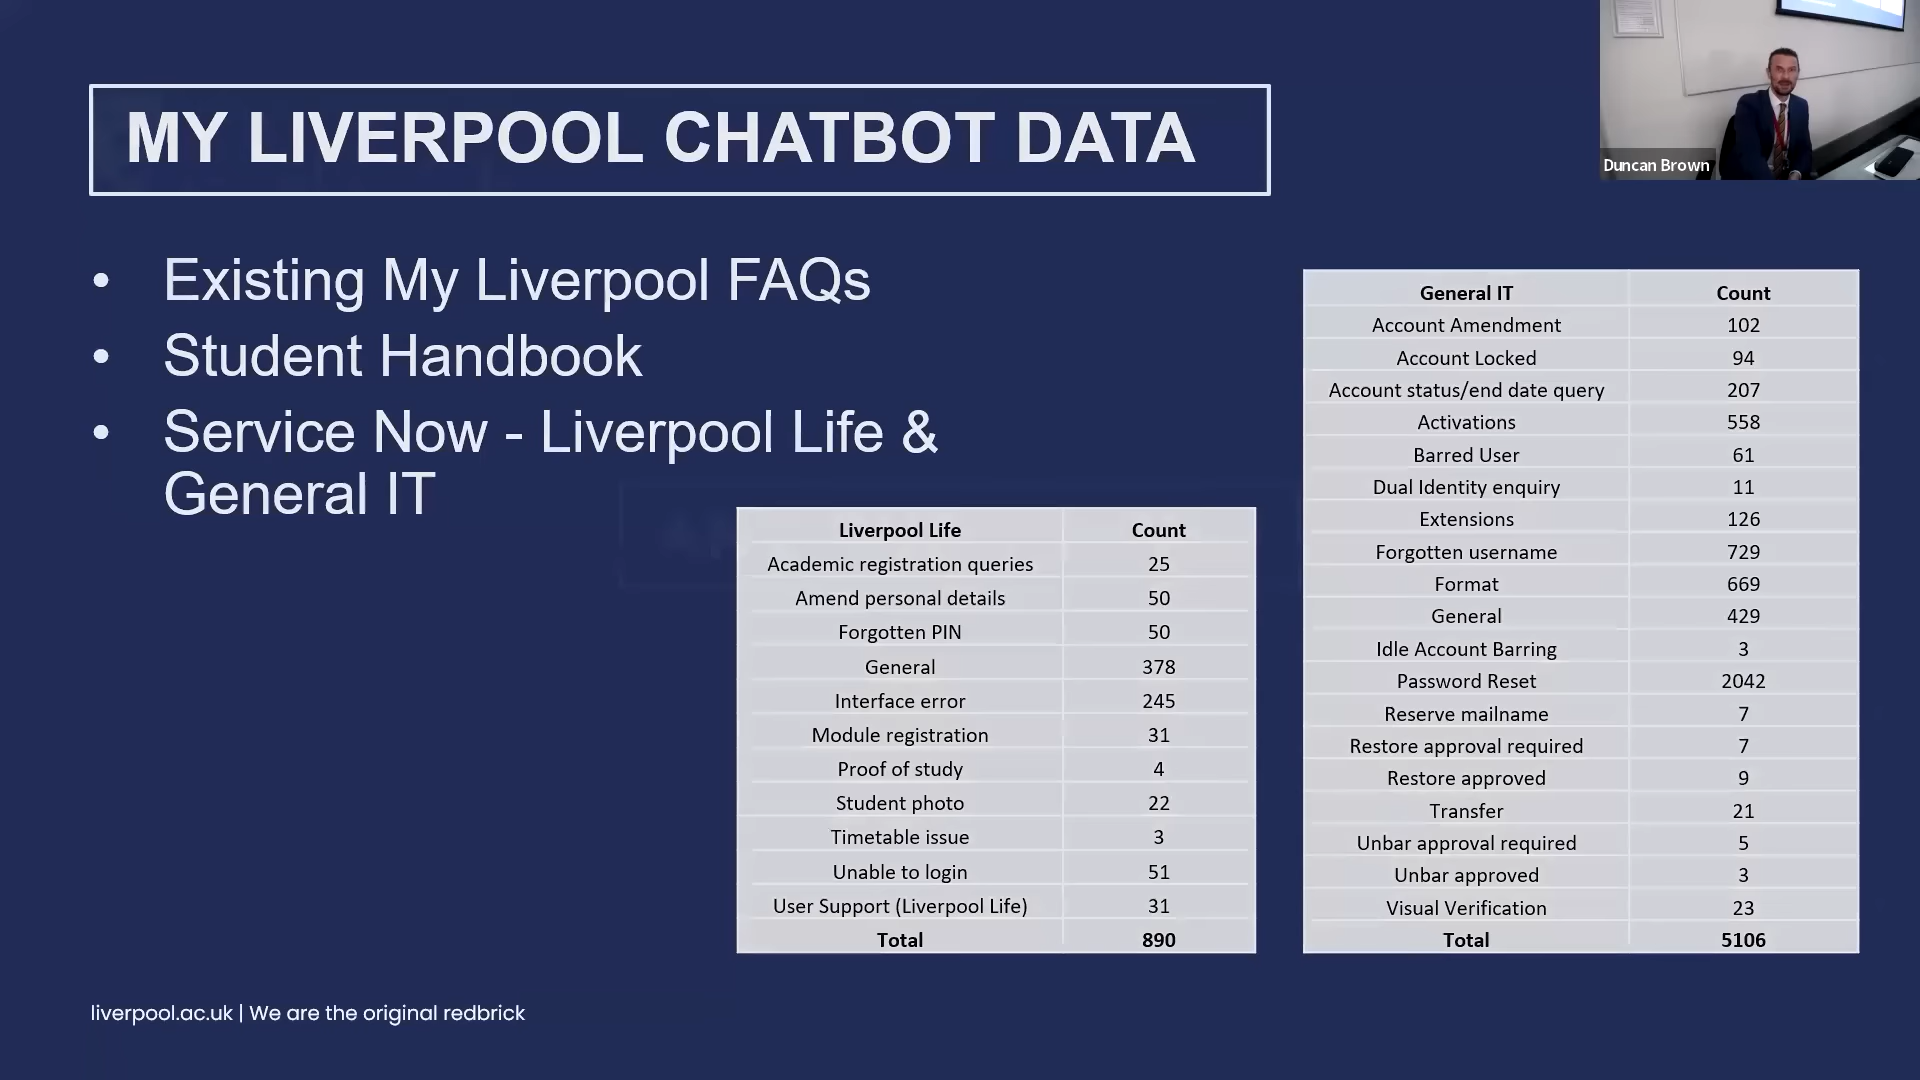 MY LIVERPOOL CHATBOT DATA
Duncan Brown
• Existing My Liverpool FAQs
• Student Handbook
• Service Now - Liverpool Life &
General IT
Liverpool Life Count
Academic registration queries 25
Amend personal details 50
Forgotten PIN 50
General 378
Interface error 245
Module registration 31
Proof of study 4
Student photo 22
Timetable issue 3
Unable to login 51
User Support (Liverpool Life) 31
Total 890
General IT Count
Account Amendment 102
Account Locked 94
Account status/end date query 207
Activations 558
Barred User 61
Dual Identity enquiry 11
Extensions 126
Forgotten username 729
Format 669
General 429
Idle Account Barring 3
Password Reset 2042
Reserve mailname 7
Restore approval required 7
Restore approved 9
Transfer 21
Unbar approval required 5
Unbar approved 3
Visual Verification 23
Total 5106
liverpool.ac.uk | We are the original redbrick